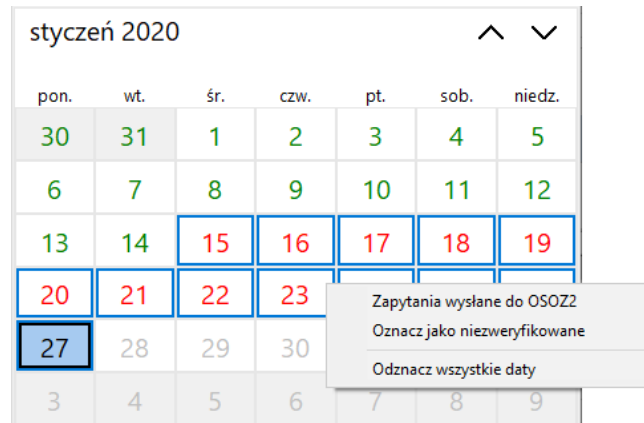 styczeń 2020
pon. wt. śr. czw. pt. sob. niedz.
30 31 1 2 3 4 5
6 7 8 9 10 11 12
13 14 15 16 17 18 19
20 21 22 23
Zapytania wysłane do OSOZ2
27 28 29 30
Oznacz jako niezweryfikowane
Odznacz wszystkie daty
3 4 5 6 7 8 9